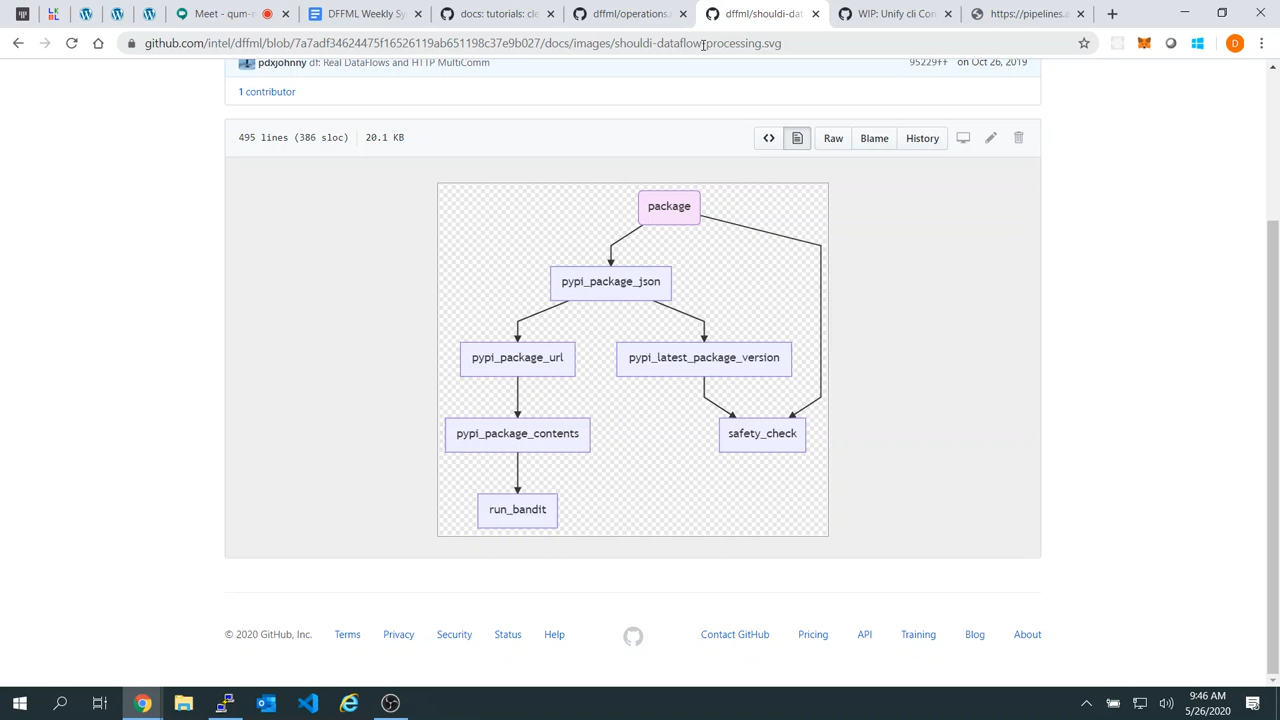 Meet - qum-n
DFFML Weekly Sy
docs: tutorials: cle
dffml/operations.
dffml/shouldi-dat
WIP: Unify cli Con
https://pipelines.a
github.com/intel/dffml/blob/7a7adf34624475f16526119cb651198c37e9b027/docs/images/shouldi-dataflow-processing.svg
pdxjohnny df: Real DataFlows and HTTP MultiComm
on Oct 26, 2019
1 contributor
495 lines (386 sloc)
20.1 KB
Raw
Blame
History
package
pypi_package_json
pypi_package_url
pypi_latest_package_version
pypi_package_contents
safety_check
run_bandit
© 2020 GitHub, Inc.
Terms
Privacy
Security
Status
Help
Contact GitHub
Pricing
API
Training
Blog
About
9:46 AM
5/26/2020